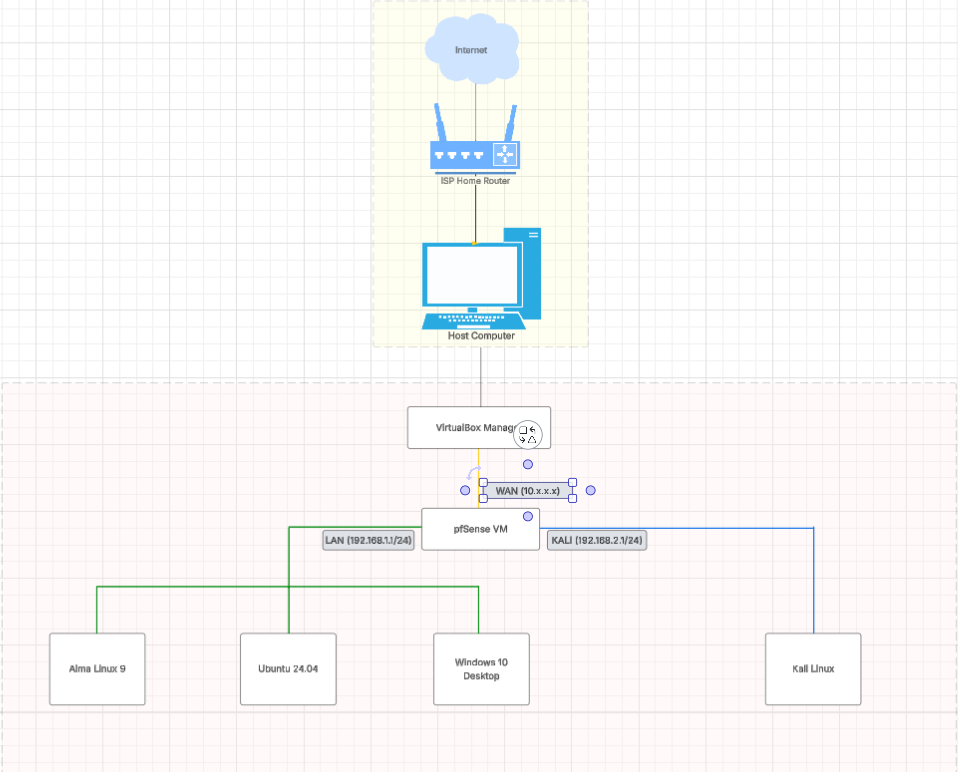 Internet
ISP Home Router
Host Computer
VirtualBox Manag
WAN (10.x.x.x)
pfSense VM
LAN (192.168.1.1/24)
KALI (192.168.2.1/24)
Alma Linux 9
Ubuntu 24.04
Windows 10
Desktop
Kali Linux